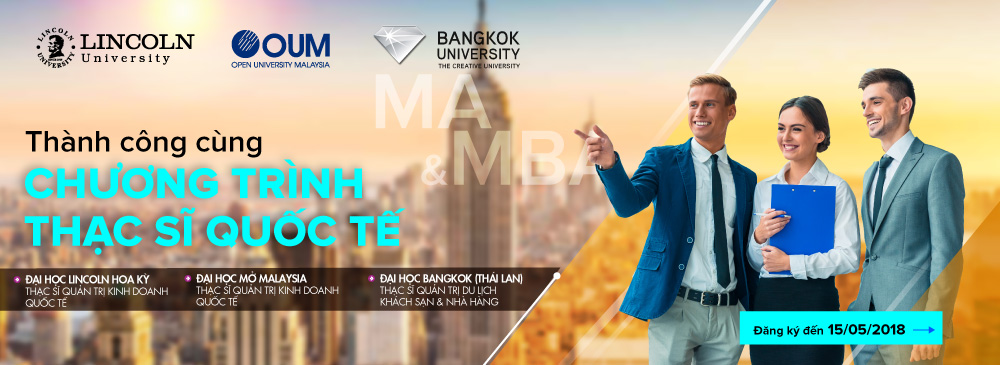 LINCOLN
University
LINCOLN
UNIVERSITY
OUM
OPEN UNIVERSITY MALAYSIA
BANGKOK
UNIVERSITY
THE CREATIVE UNIVERSITY
MA
&MBA
Thành công cùng
CHƯƠNG TRÌNH
THẠC SĨ QUỐC TẾ
ĐẠI HỌC LINCOLN HOA KỲ
THẠC SĨ QUẢN TRỊ KINH DOANH
QUỐC TẾ
ĐẠI HỌC MỞ MALAYSIA
THẠC SĨ QUẢN TRỊ KINH DOANH
QUỐC TẾ
ĐẠI HỌC BANGKOK (THÁI LAN)
THẠC SĨ QUẢN TRỊ DU LỊCH
KHÁCH SẠN & NHÀ HÀNG
Đăng ký đến 15/05/2018